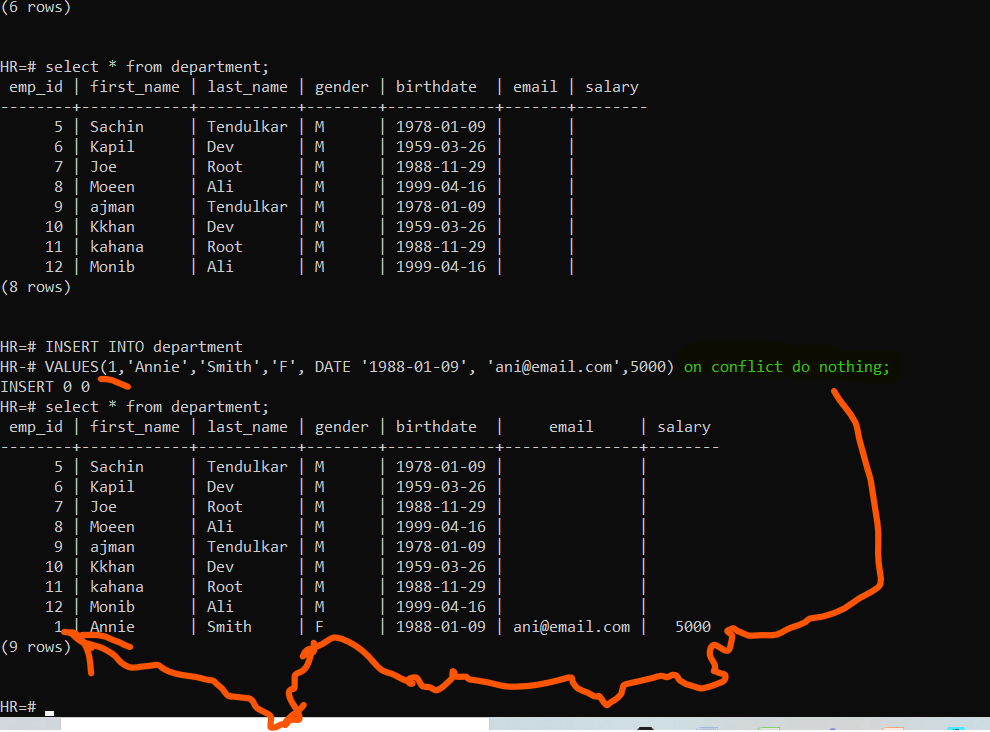 (6 rows)
HR=# select * from department;
emp_id | first_name | last_name | gender | birthdate  | email | salary
--------+------------+-----------+--------+------------+-------+--------
      5 | Sachin     | Tendulkar | M      | 1978-01-09 |       |
      6 | Kapil      | Dev       | M      | 1959-03-26 |       |
      7 | Joe        | Root      | M      | 1988-11-29 |       |
      8 | Moeen      | Ali       | M      | 1999-04-16 |       |
      9 | ajman      | Tendulkar | M      | 1978-01-09 |       |
     10 | Kkhan      | Dev       | M      | 1959-03-26 |       |
     11 | kahana     | Root      | M      | 1988-11-29 |       |
     12 | Monib      | Ali       | M      | 1999-04-16 |       |
(8 rows)
HR=# INSERT INTO department
HR-# VALUES(1,'Annie','Smith','F', DATE '1988-01-09', 'ani@email.com',5000) on conflict do nothing;
INSERT 0 0
HR=# select * from department;
emp_id | first_name | last_name | gender | birthdate  |     email     | salary
--------+------------+-----------+--------+------------+---------------+--------
      5 | Sachin     | Tendulkar | M      | 1978-01-09 |               |
      6 | Kapil      | Dev       | M      | 1959-03-26 |               |
      7 | Joe        | Root      | M      | 1988-11-29 |               |
      8 | Moeen      | Ali       | M      | 1999-04-16 |               |
      9 | ajman      | Tendulkar | M      | 1978-01-09 |               |
     10 | Kkhan      | Dev       | M      | 1959-03-26 |               |
     11 | kahana     | Root      | M      | 1988-11-29 |               |
     12 | Monib      | Ali       | M      | 1999-04-16 |               |
      1 | Annie      | Smith     | F      | 1988-01-09 | ani@email.com |   5000
(9 rows)
HR=#